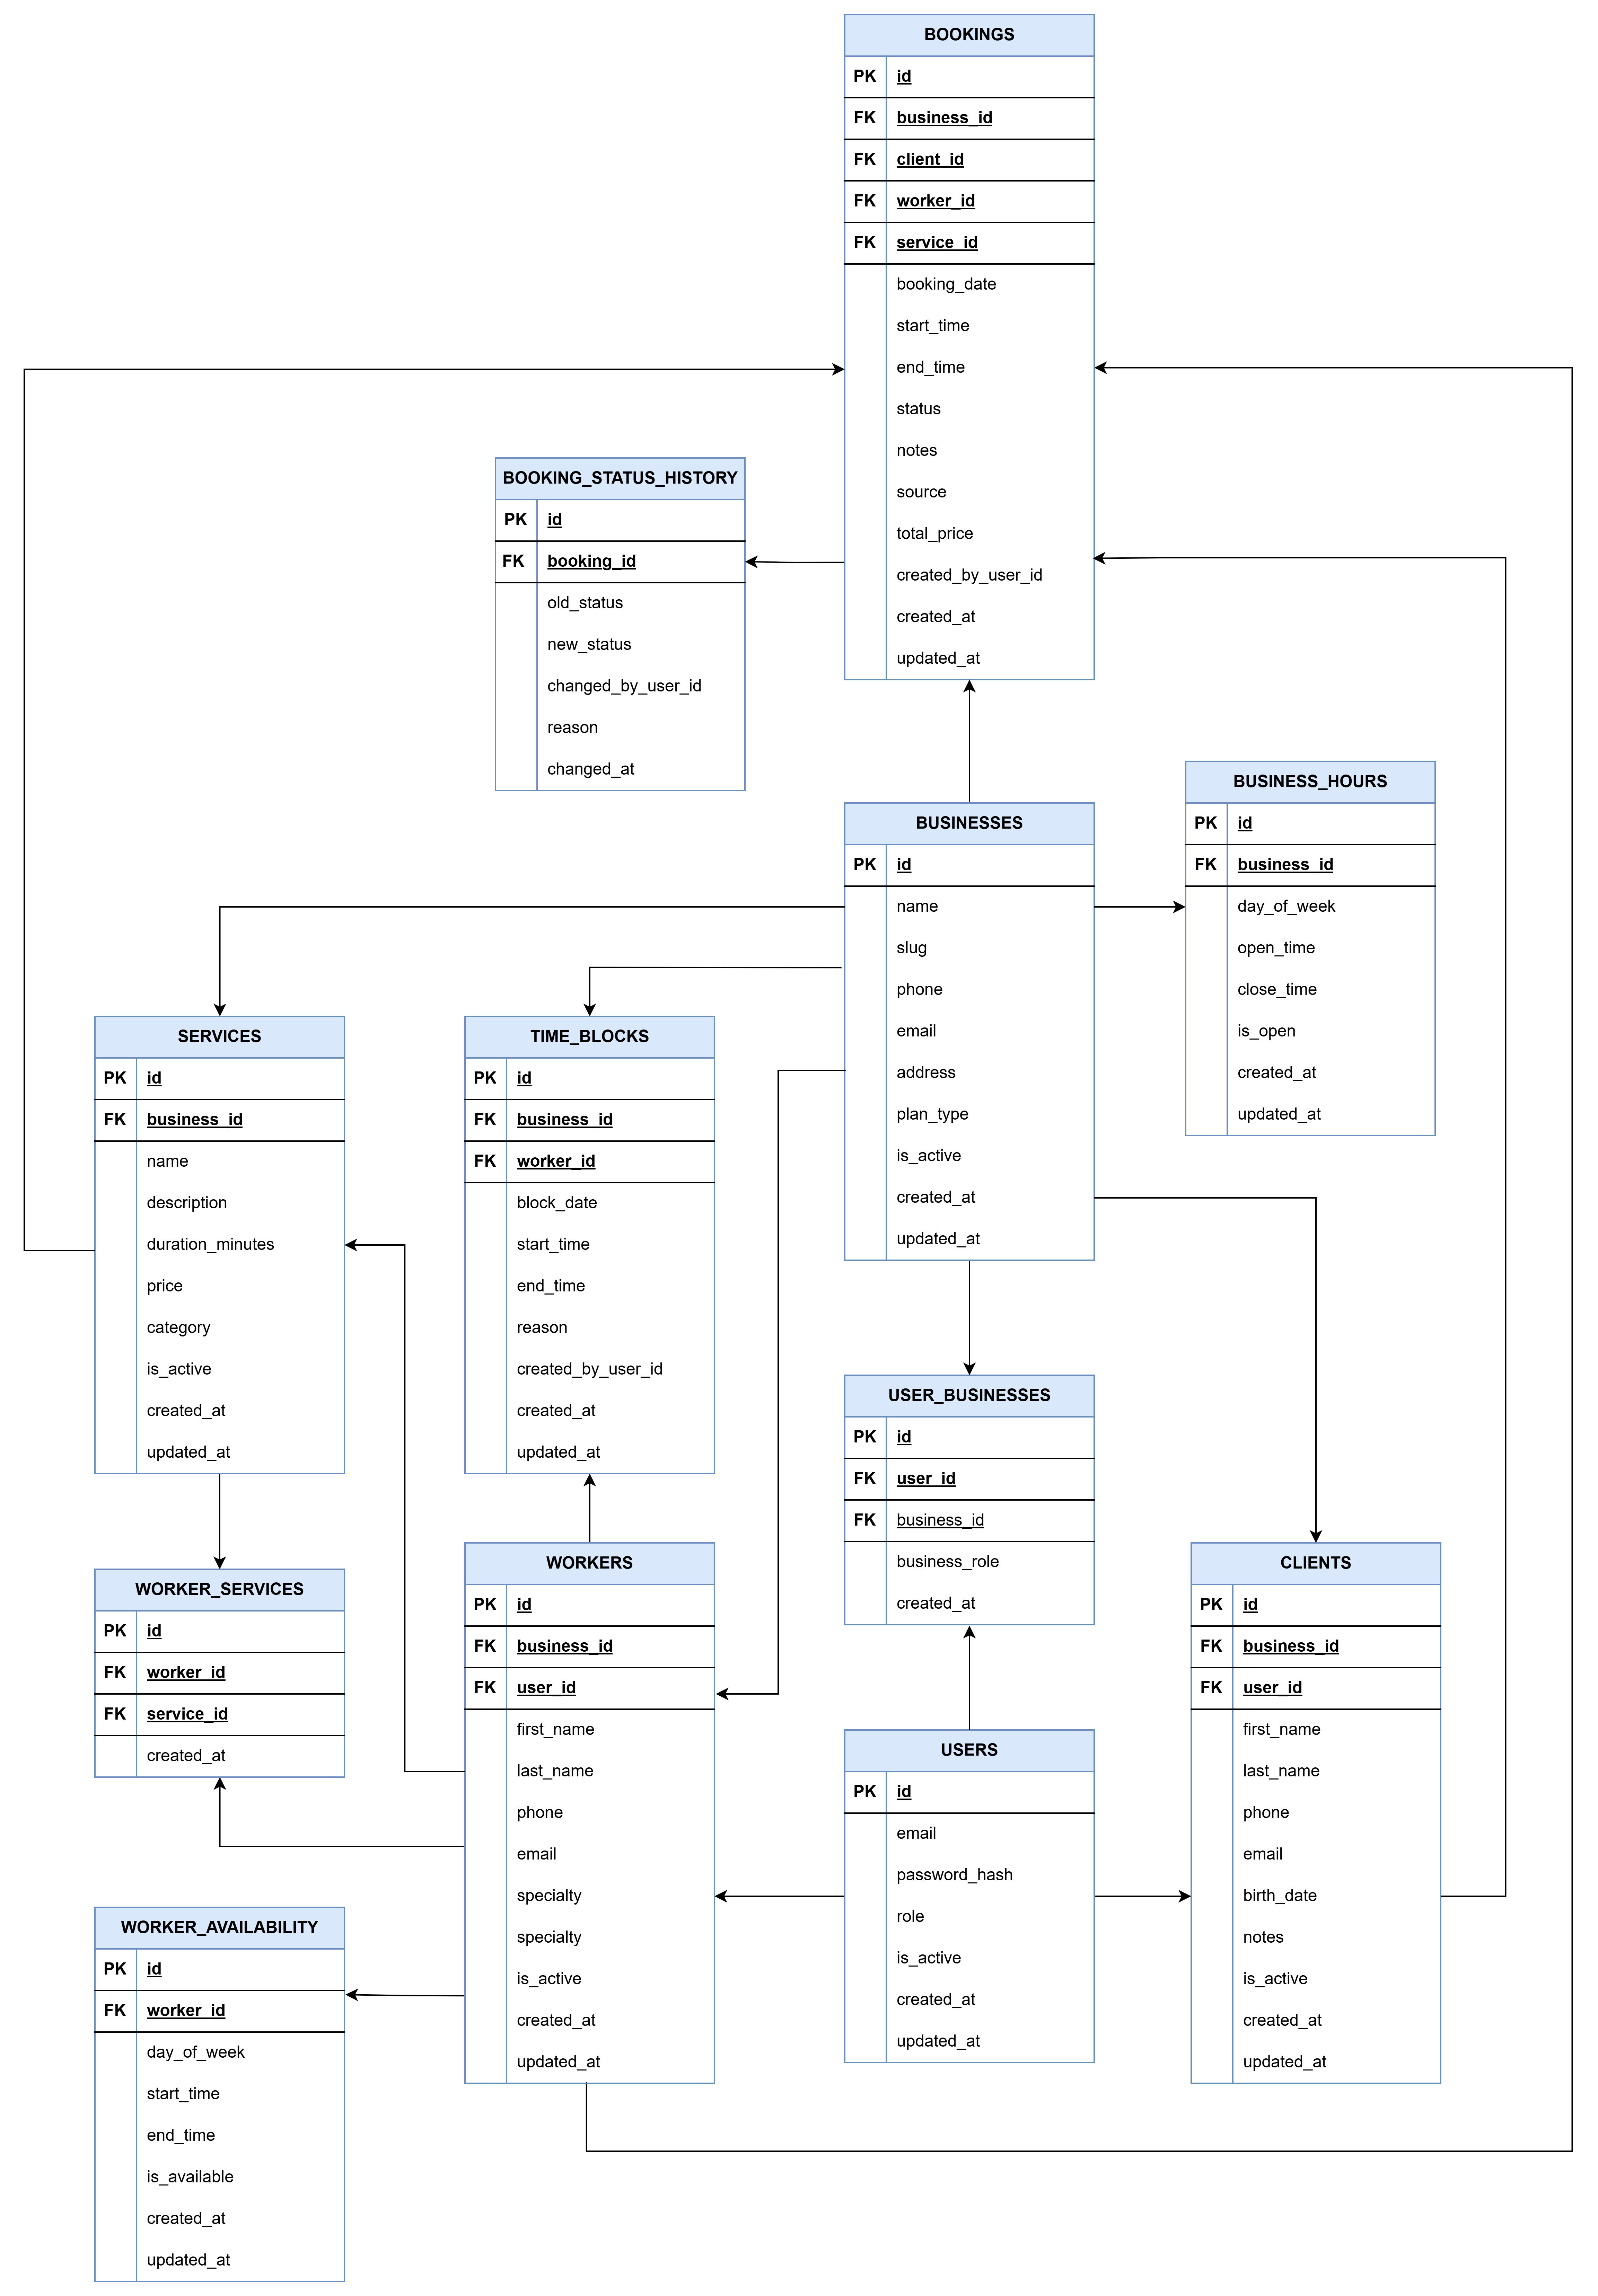 BOOKINGS
PK id
FK business_id
FK client_id
FK worker_id
FK service_id
booking_date
start_time
end_time
status
notes
source
total_price
created_by_user_id
created_at
updated_at
BOOKING_STATUS_HISTORY
PK id
FK booking_id
old_status
new_status
changed_by_user_id
reason
changed_at
BUSINESSES
PK id
name
slug
phone
email
address
plan_type
is_active
created_at
updated_at
BUSINESS_HOURS
PK id
FK business_id
day_of_week
open_time
close_time
is_open
created_at
updated_at
SERVICES
PK id
FK business_id
name
description
duration_minutes
price
category
is_active
created_at
updated_at
TIME_BLOCKS
PK id
FK business_id
FK worker_id
block_date
start_time
end_time
reason
created_by_user_id
created_at
updated_at
USER_BUSINESSES
PK id
FK user_id
FK business_id
business_role
created_at
WORKER_SERVICES
PK id
FK worker_id
FK service_id
created_at
WORKERS
PK id
FK business_id
FK user_id
first_name
last_name
phone
email
specialty
specialty
is_active
created_at
updated_at
USERS
PK id
email
password_hash
role
is_active
created_at
updated_at
CLIENTS
PK id
FK business_id
FK user_id
first_name
last_name
phone
email
birth_date
notes
is_active
created_at
updated_at
WORKER_AVAILABILITY
PK id
FK worker_id
day_of_week
start_time
end_time
is_available
created_at
updated_at